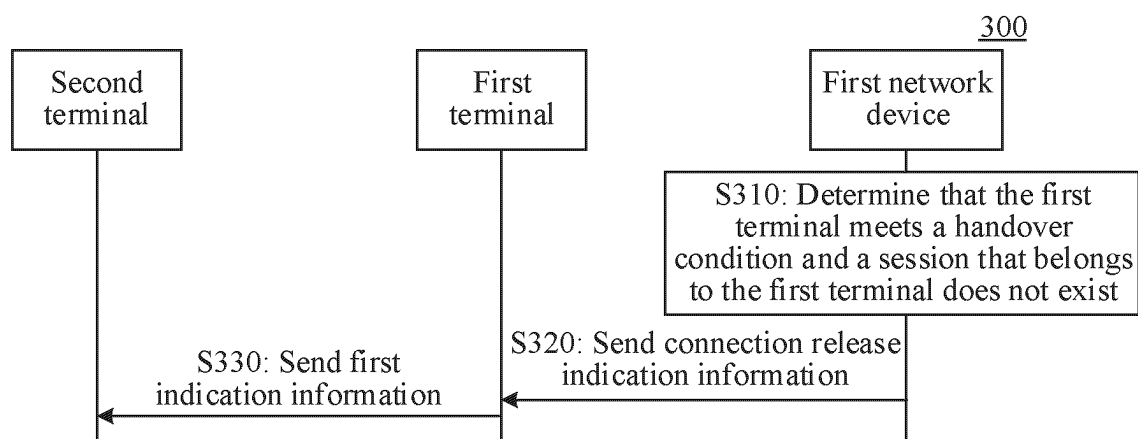 300
Second
terminal
First
terminal
First network
device
S310: Determine that the first
terminal meets a handover
condition and a session that belongs
to the first terminal does not exist
S320: Send connection release
indication information
S330: Send first
indication information